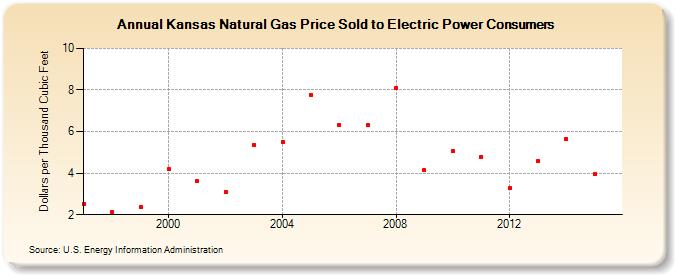 Annual Kansas Natural Gas Price Sold to Electric Power Consumers
Dollars per Thousand Cubic Feet
10
8
6
4
2
2000 2004 2008 2012
Source: U.S. Energy Information Administration